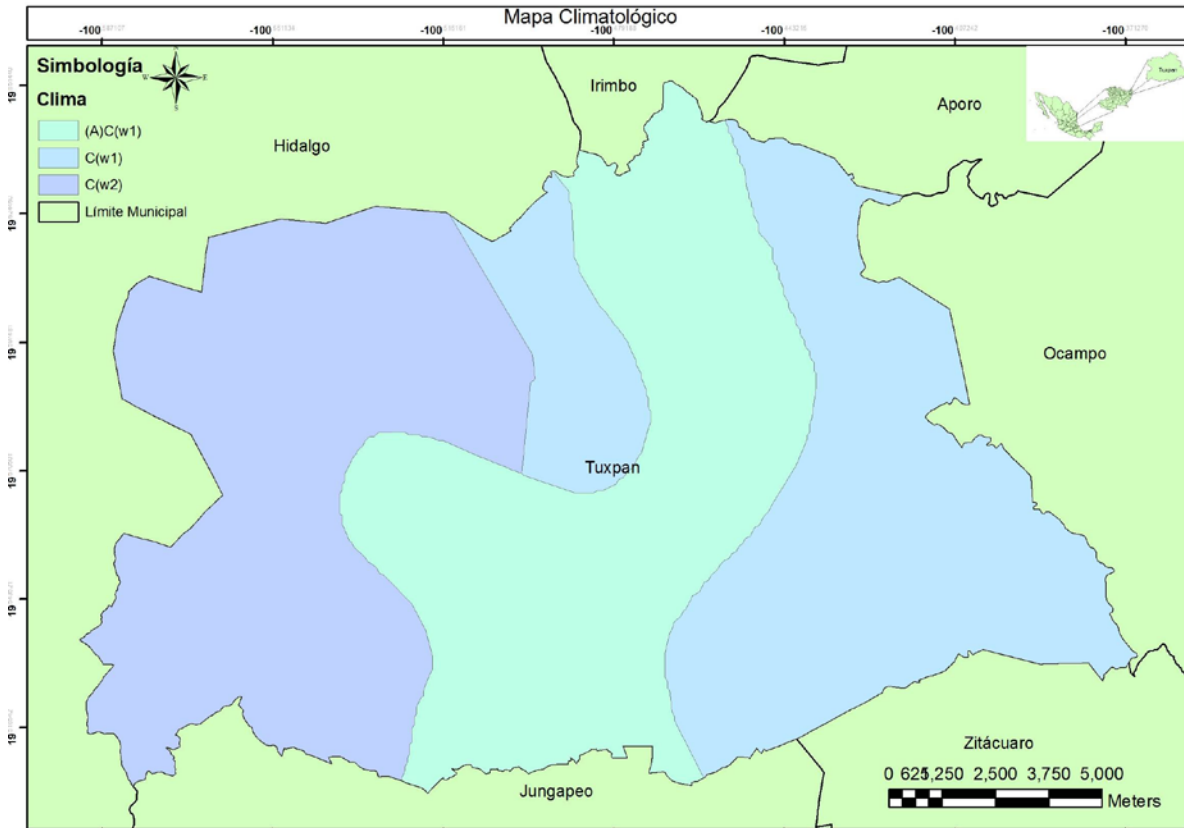 Mapa Climatológico
-100 -100 -100 -100 -100 -100 -100
Simbología
N
W E
S
Clima
(A)C(w1)
C(w1)
C(w2)
Límite Municipal
Irimbo
Aporo
Tuxpan
Hidalgo
Ocampo
Tuxpan
Zitácuaro
Jungapeo
0 625 1,250 2,500 3,750 5,000
Meters
19
19
19
19
19
19